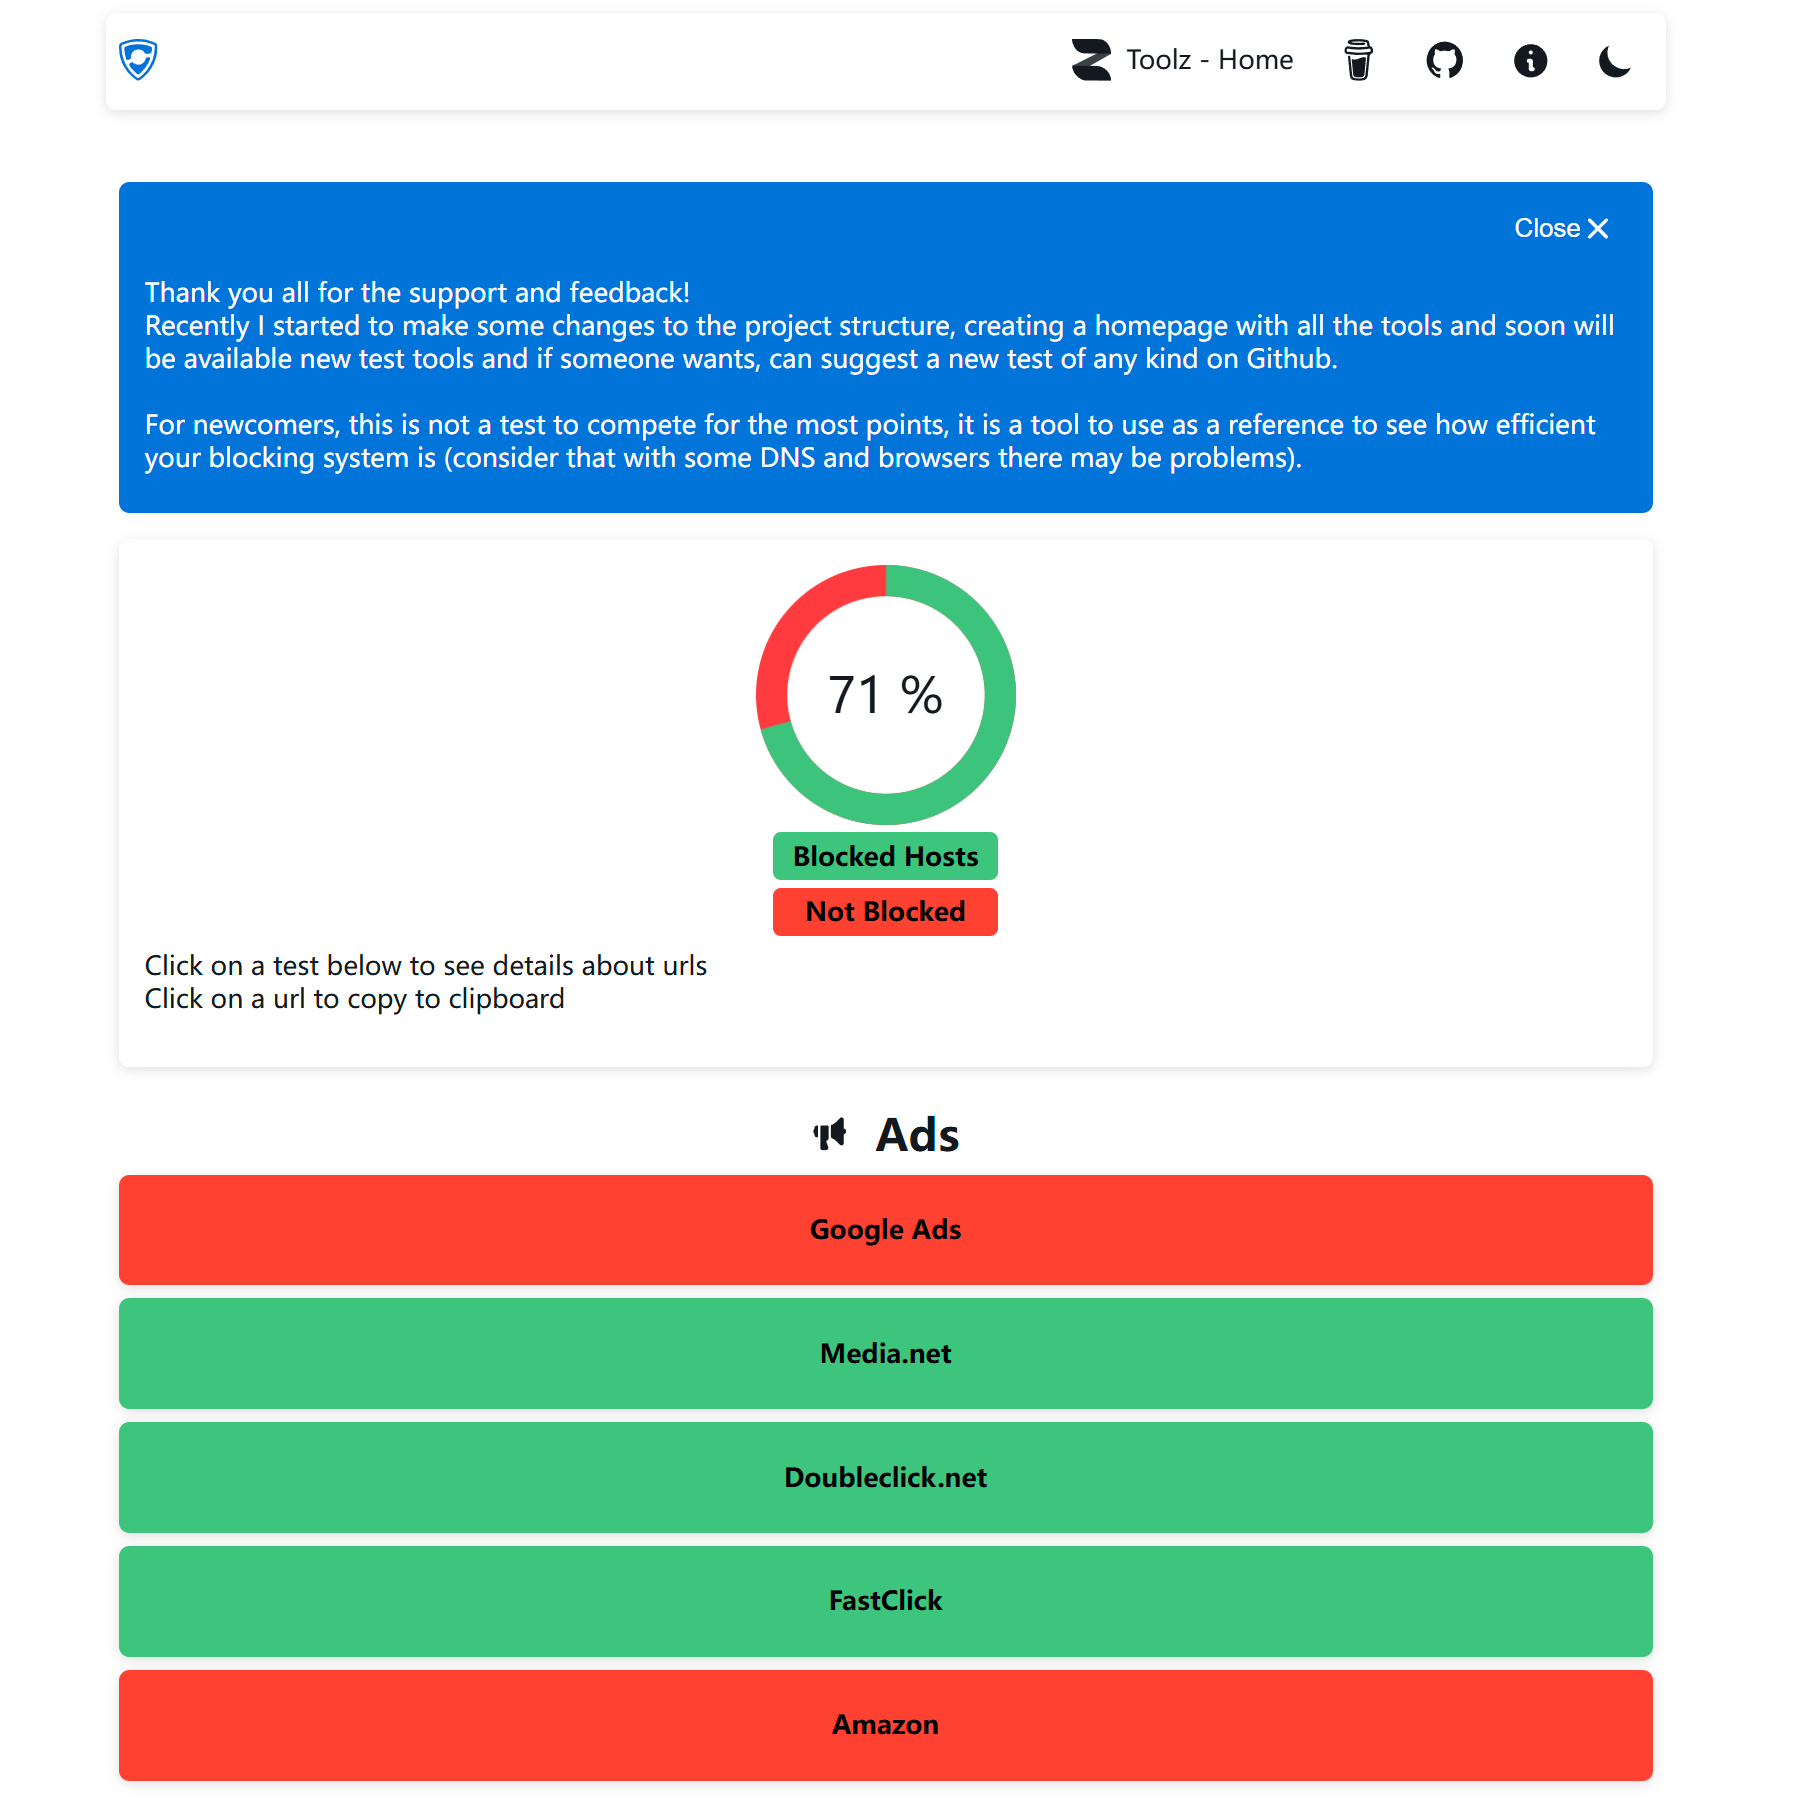 Toolz - Home
Close
Thank you all for the support and feedback!
Recently I started to make some changes to the project structure, creating a homepage with all the tools and soon will
be available new test tools and if someone wants, can suggest a new test of any kind on Github.
For newcomers, this is not a test to compete for the most points, it is a tool to use as a reference to see how efficient
your blocking system is (consider that with some DNS and browsers there may be problems).
71 %
Blocked Hosts
Not Blocked
Click on a test below to see details about urls
Click on a url to copy to clipboard
Ads
Google Ads
Media.net
Doubleclick.net
FastClick
Amazon